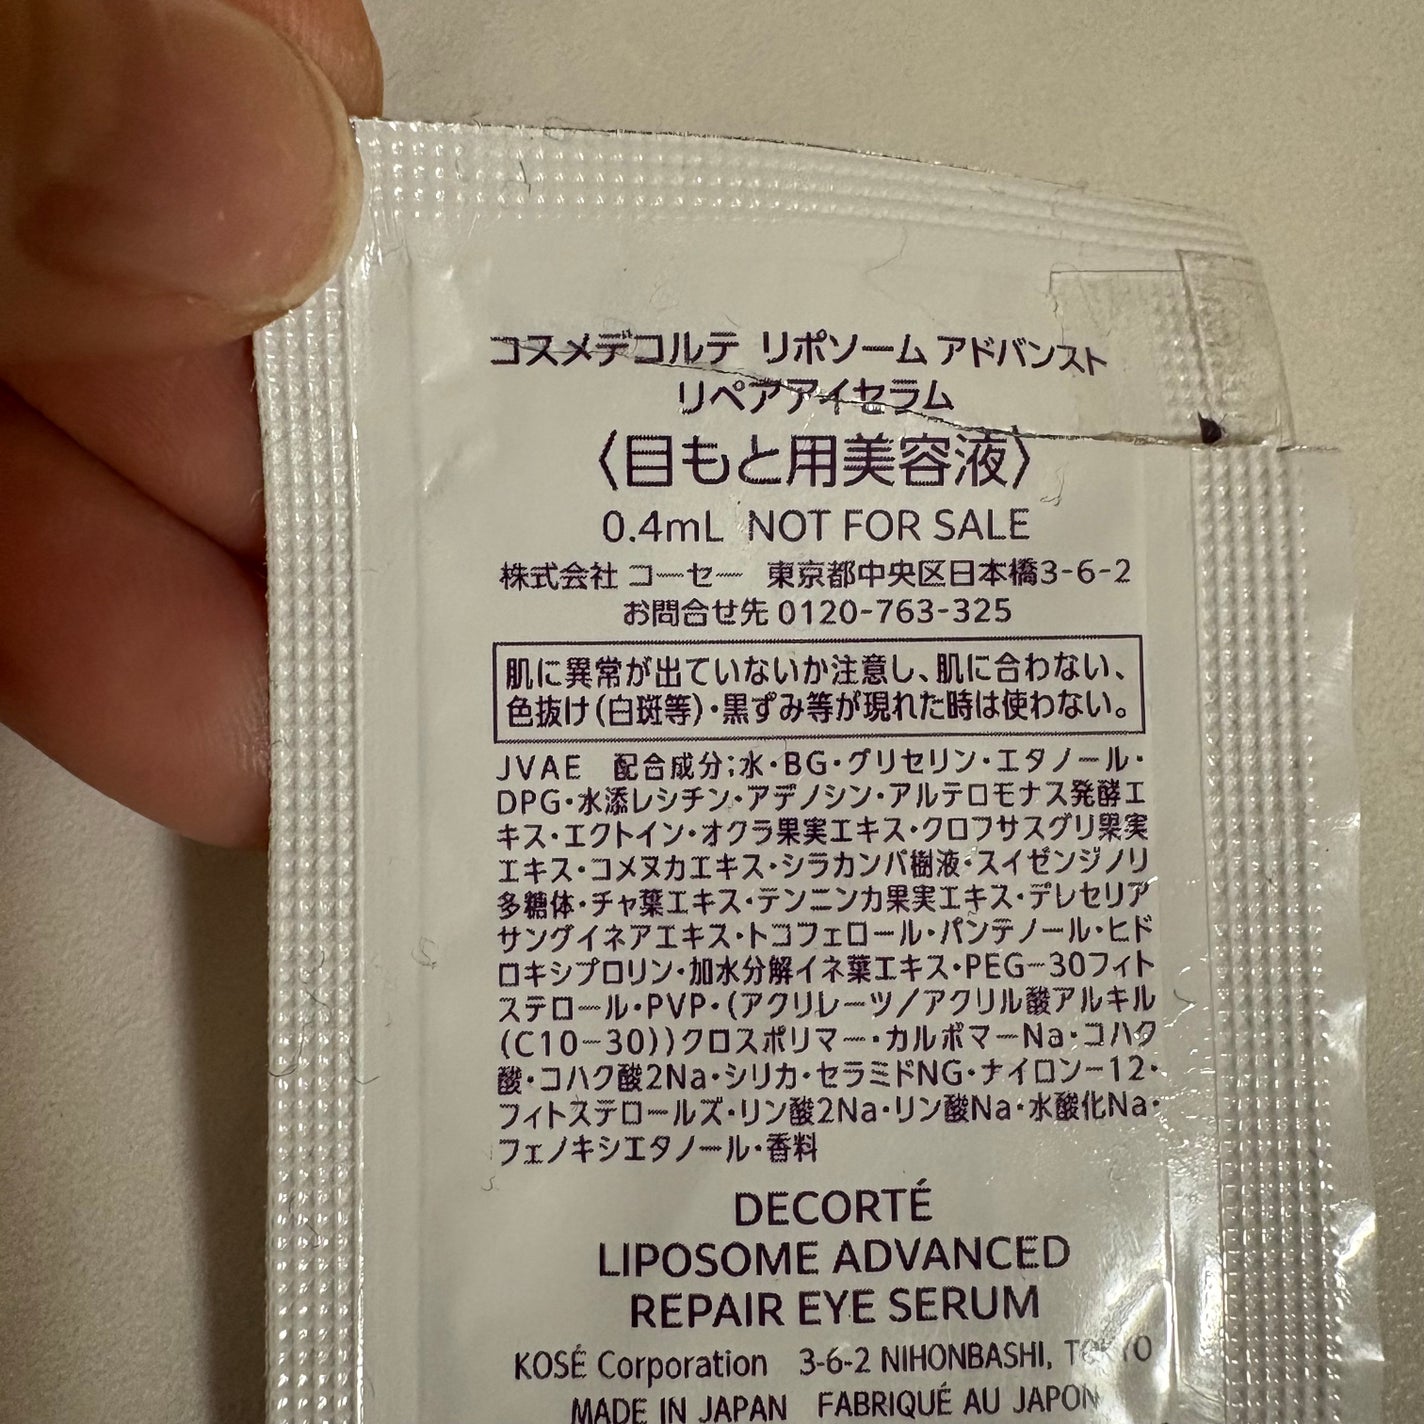 コスメデコルテ リポソーム アドバンスト
リペアアイセラム
〈目もと用美容液〉
0.4mL NOT FOR SALE
株式会社 コーセー 東京都中央区日本橋3-6-2
お問合せ先 0120-763-325
肌に異常が出ていないか注意し、肌に合わない、
色抜け(白斑等)・黒ずみ等が現れた時は使わない。
JVAE 配合成分;水・BG・グリセリン・エタノール・
DPG・水添レシチン・アデノシン・アルテロモナス発酵エ
キス・エクトイン・オクラ果実エキス・クロフサスグリ果実
エキス・コメヌカエキス・シラカンバ樹液・スイゼンジノリ
多糖体・チャ葉エキス・テンニンカ果実エキス・デレセリア
サングイネアエキス・トコフェロール・パンテノール・ヒド
ロキシプロリン・加水分解イネ葉エキス・PEG-30フィト
ステロール・PVP・(アクリレーツ/アクリル酸アルキル
(C10-30))クロスポリマー・カルボマーNa・コハク
酸・コハク酸2Na・シリカ・セラミドNG・ナイロン-12・
フィトステロールズ・リン酸2Na・リン酸Na・水酸化Na・
フェノキシエタノール・香料
DECORTÉ
LIPOSOME ADVANCED
REPAIR EYE SERUM
KOSÉ Corporation 3-6-2 NIHONBASHI, TOKYO
MADE IN JAPAN FABRIQUÉ AU JAPON